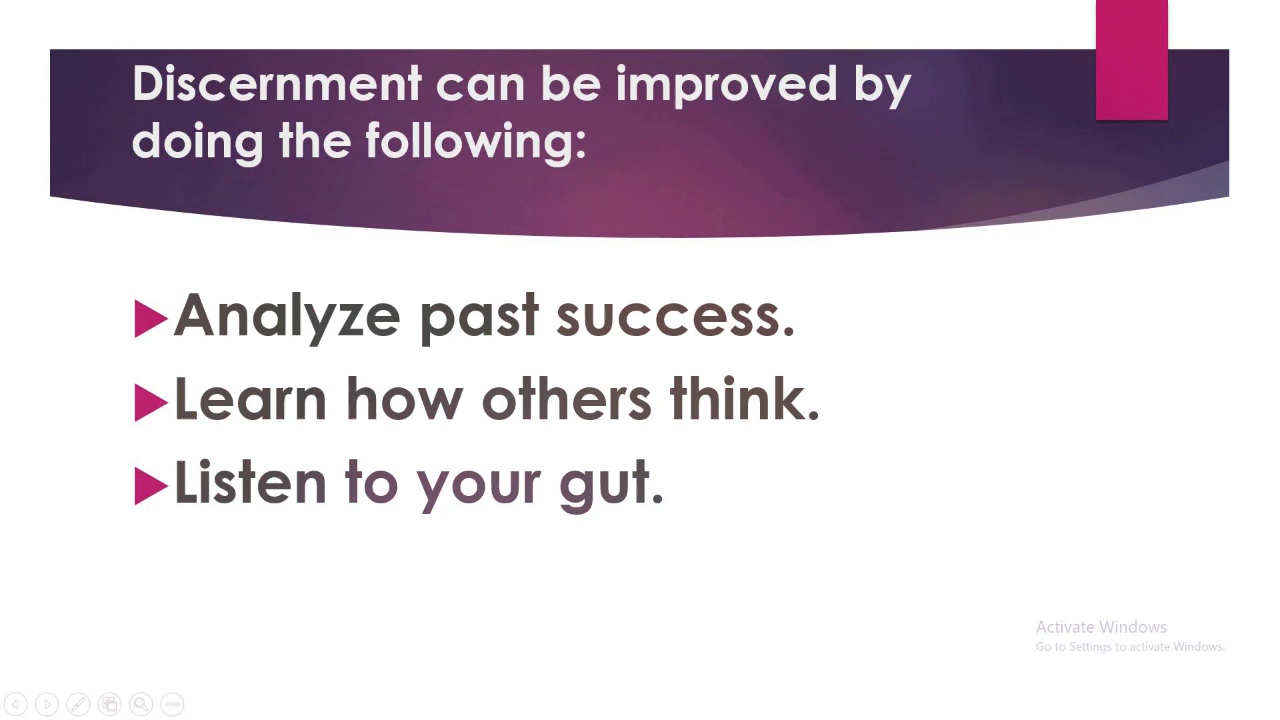 Discernment can be improved by
doing the following:
Analyze past success.
Learn how others think.
Listen to your gut.
Activate Windows
Go to Settings to activate Windows.